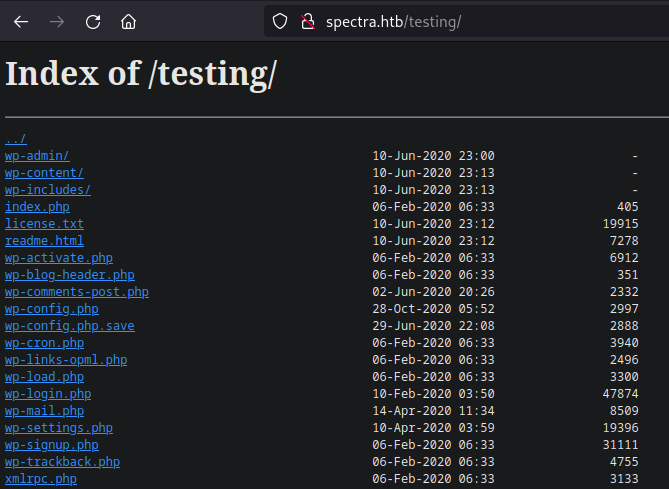 spectra.htb/testing/
Index of /testing/
../
wp-admin/ 10-Jun-2020 23:00 -
wp-content/ 10-Jun-2020 23:13 -
wp-includes/ 10-Jun-2020 23:13 -
index.php 06-Feb-2020 06:33 405
license.txt 10-Jun-2020 23:12 19915
readme.html 10-Jun-2020 23:12 7278
wp-activate.php 06-Feb-2020 06:33 6912
wp-blog-header.php 06-Feb-2020 06:33 351
wp-comments-post.php 02-Jun-2020 20:26 2332
wp-config.php 28-Oct-2020 05:52 2997
wp-config.php.save 29-Jun-2020 22:08 2888
wp-cron.php 06-Feb-2020 06:33 3940
wp-links-opml.php 06-Feb-2020 06:33 2496
wp-load.php 06-Feb-2020 06:33 3300
wp-login.php 10-Feb-2020 03:50 47874
wp-mail.php 14-Apr-2020 11:34 8509
wp-settings.php 10-Apr-2020 03:59 19396
wp-signup.php 06-Feb-2020 06:33 31111
wp-trackback.php 06-Feb-2020 06:33 4755
xmlrpc.php 06-Feb-2020 06:33 3133